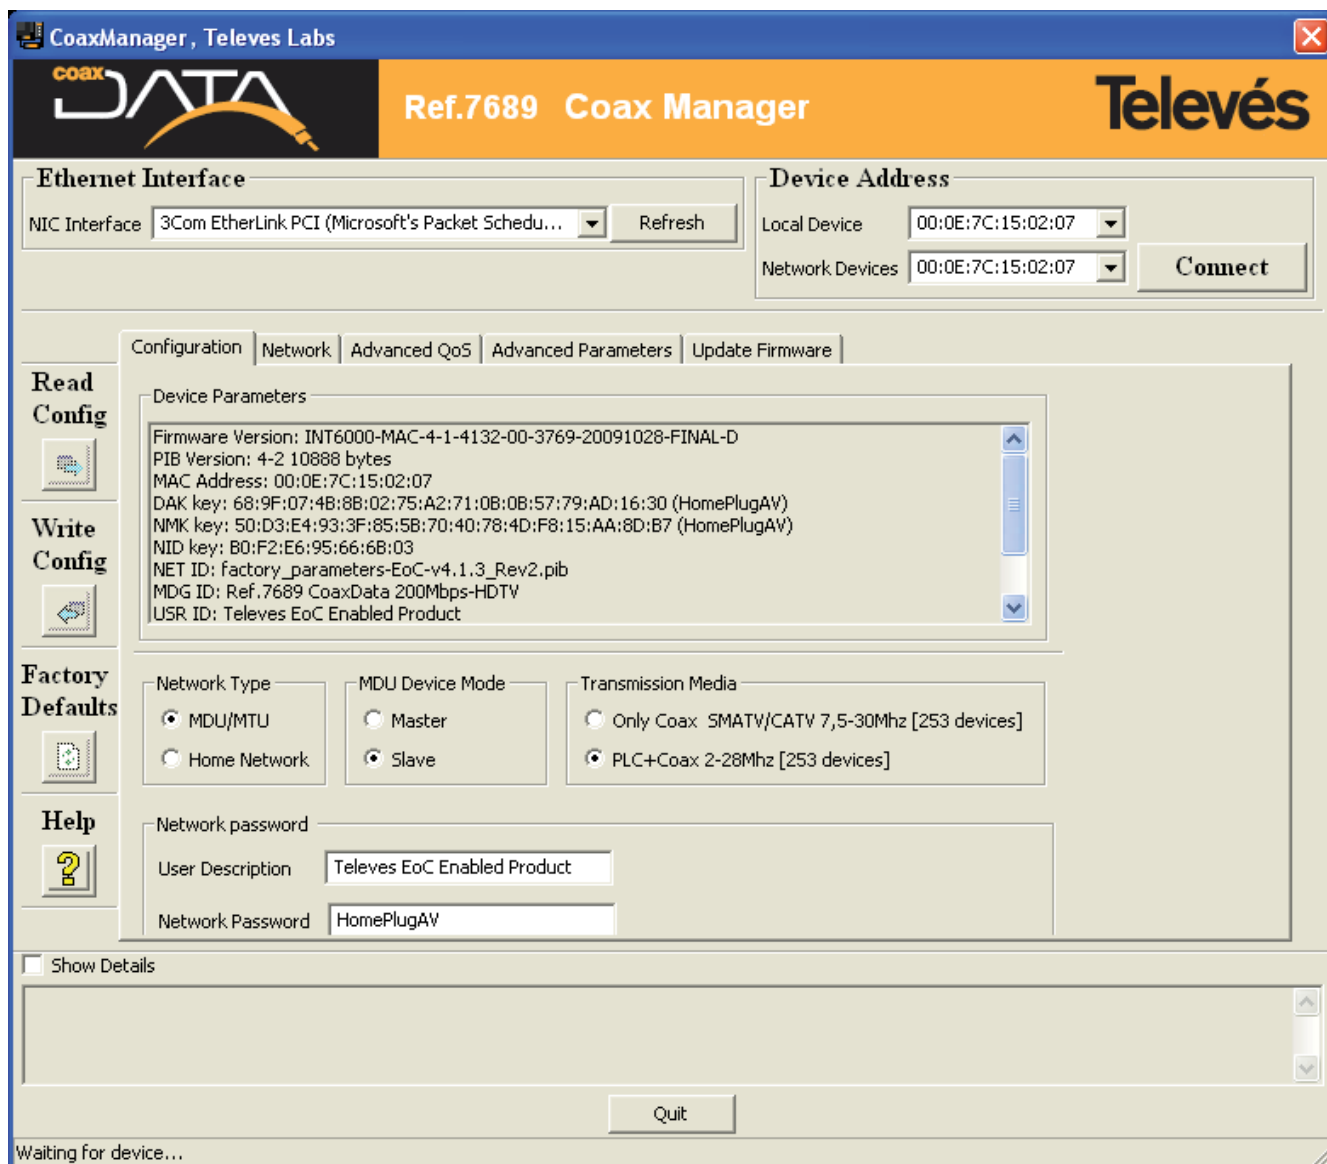 CoaxManager, Televes Labs
coax DATA
Ref.7689 Coax Manager
Televés
Ethernet Interface
NIC Interface 3Com EtherLink PCI (Microsoft's Packet Schedu... Refresh
Device Address
Local Device 00:0E:7C:15:02:07
Network Devices 00:0E:7C:15:02:07 Connect
Configuration Network Advanced QoS Advanced Parameters Update Firmware
Read
Config
Write
Config
Factory
Defaults
Help
Device Parameters
Firmware Version: INT6000-MAC-4-1-4132-00-3769-20091028-FINAL-D
PIB Version: 4-2 10888 bytes
MAC Address: 00:0E:7C:15:02:07
DAK key: 68:9F:07:4B:8B:02:75:A2:71:0B:0B:57:79:AD:16:30 (HomePlugAV)
NMK key: 50:D3:E4:93:3F:85:5B:70:40:78:4D:F8:15:AA:8D:B7 (HomePlugAV)
NID key: B0:F2:E6:95:66:6B:03
NET ID: factory_parameters-EoC-v4.1.3_Rev2.pib
MDG ID: Ref.7689 CoaxData 200Mbps-HDTV
USR ID: Televes EoC Enabled Product
Network Type
MDU/MTU
Home Network
MDU Device Mode
Master
Slave
Transmission Media
Only Coax SMATV/CATV 7,5-30Mhz [253 devices]
PLC+Coax 2-28Mhz [253 devices]
Network password
User Description Televes EoC Enabled Product
Network Password HomePlugAV
Show Details
Quit
Waiting for device...